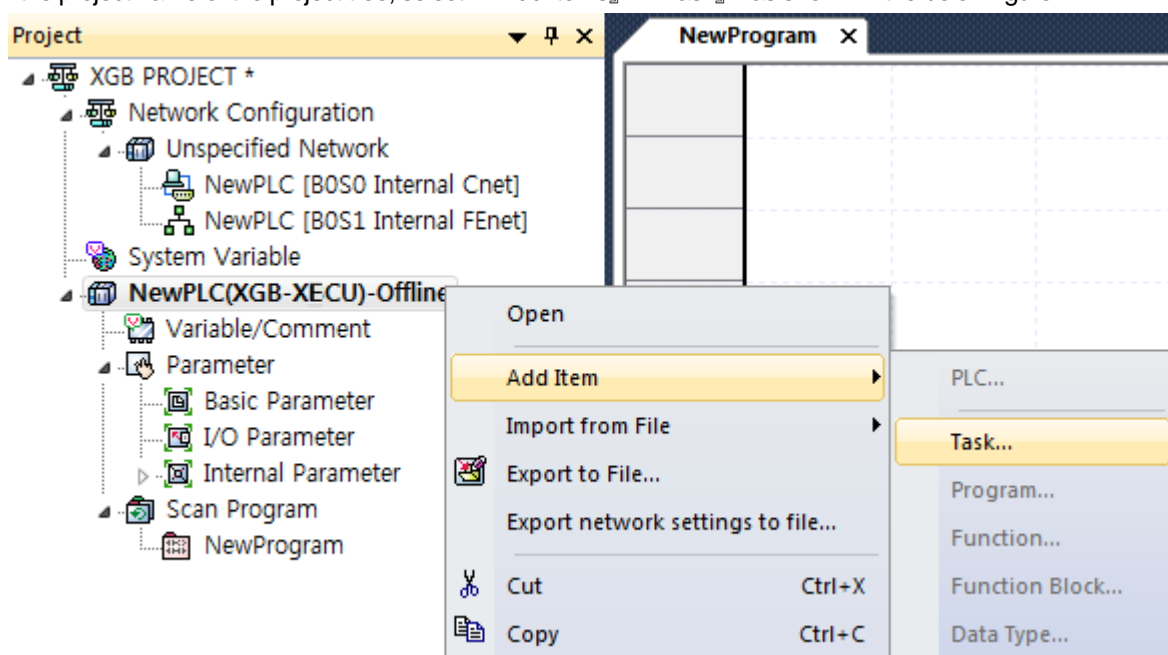 Project
NewProgram
XGB PROJECT *
Network Configuration
Unspecified Network
NewPLC [B0S0 Internal Cnet]
NewPLC [B0S1 Internal FEnet]
System Variable
NewPLC(XGB-XECU)-Offline
Variable/Comment
Parameter
Basic Parameter
I/O Parameter
Internal Parameter
Scan Program
NewProgram
Open
Add Item
Import from File
Export to File...
Export network settings to file...
Cut Ctrl+X
Copy Ctrl+C
PLC...
Task...
Program...
Function...
Function Block...
Data Type...